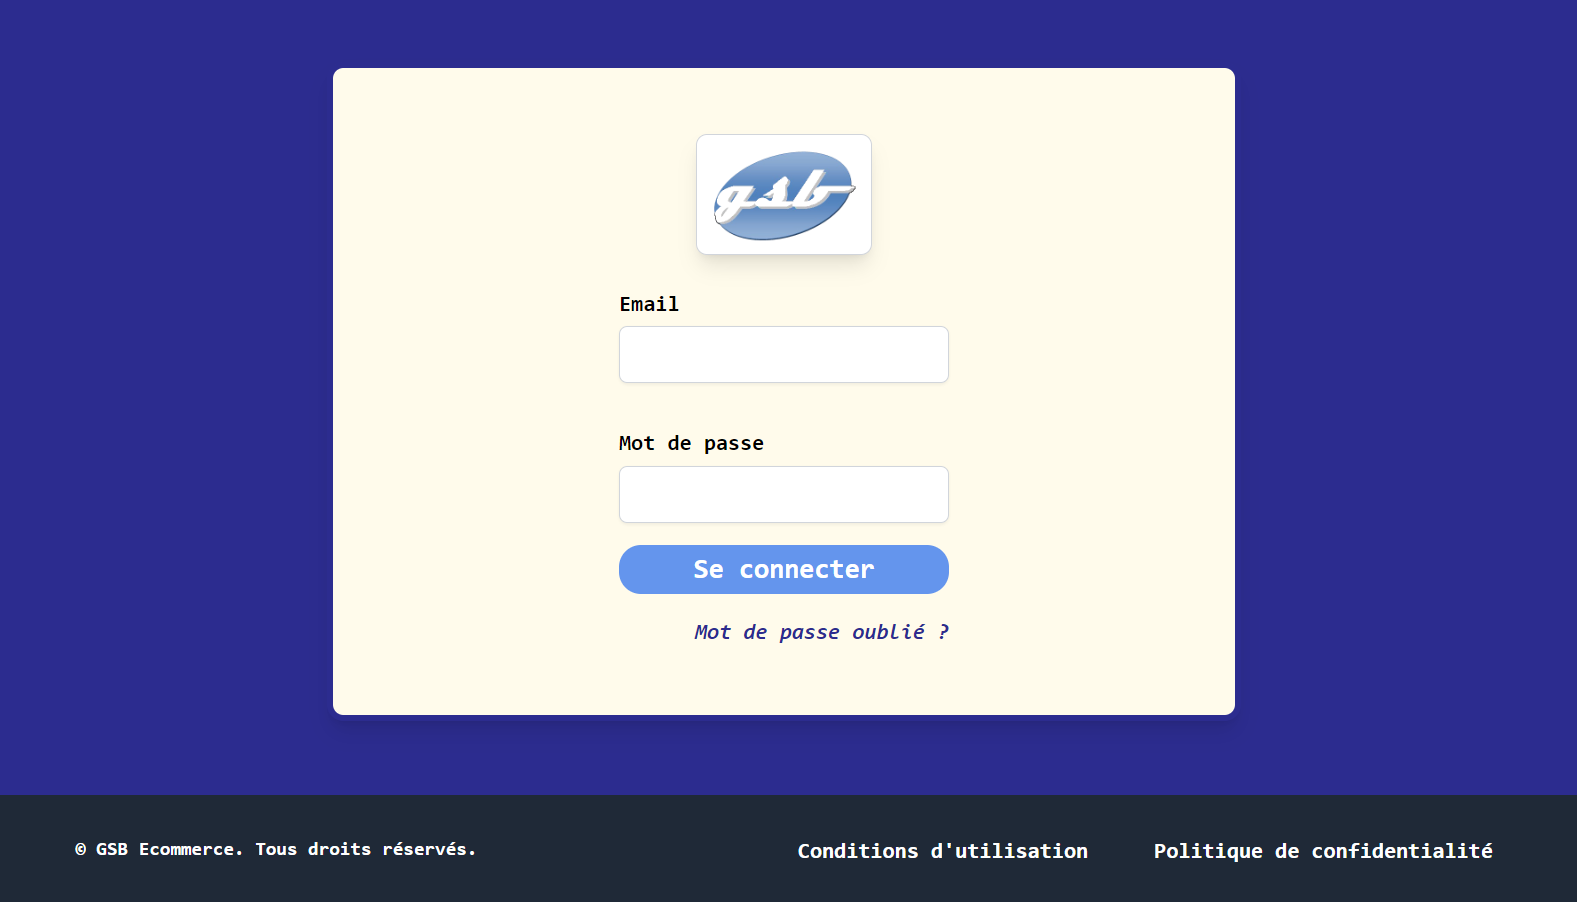 gsb
Email
Mot de passe
Se connecter
Mot de passe oublié ?
© GSB Ecommerce. Tous droits réservés.
Conditions d'utilisation
Politique de confidentialité